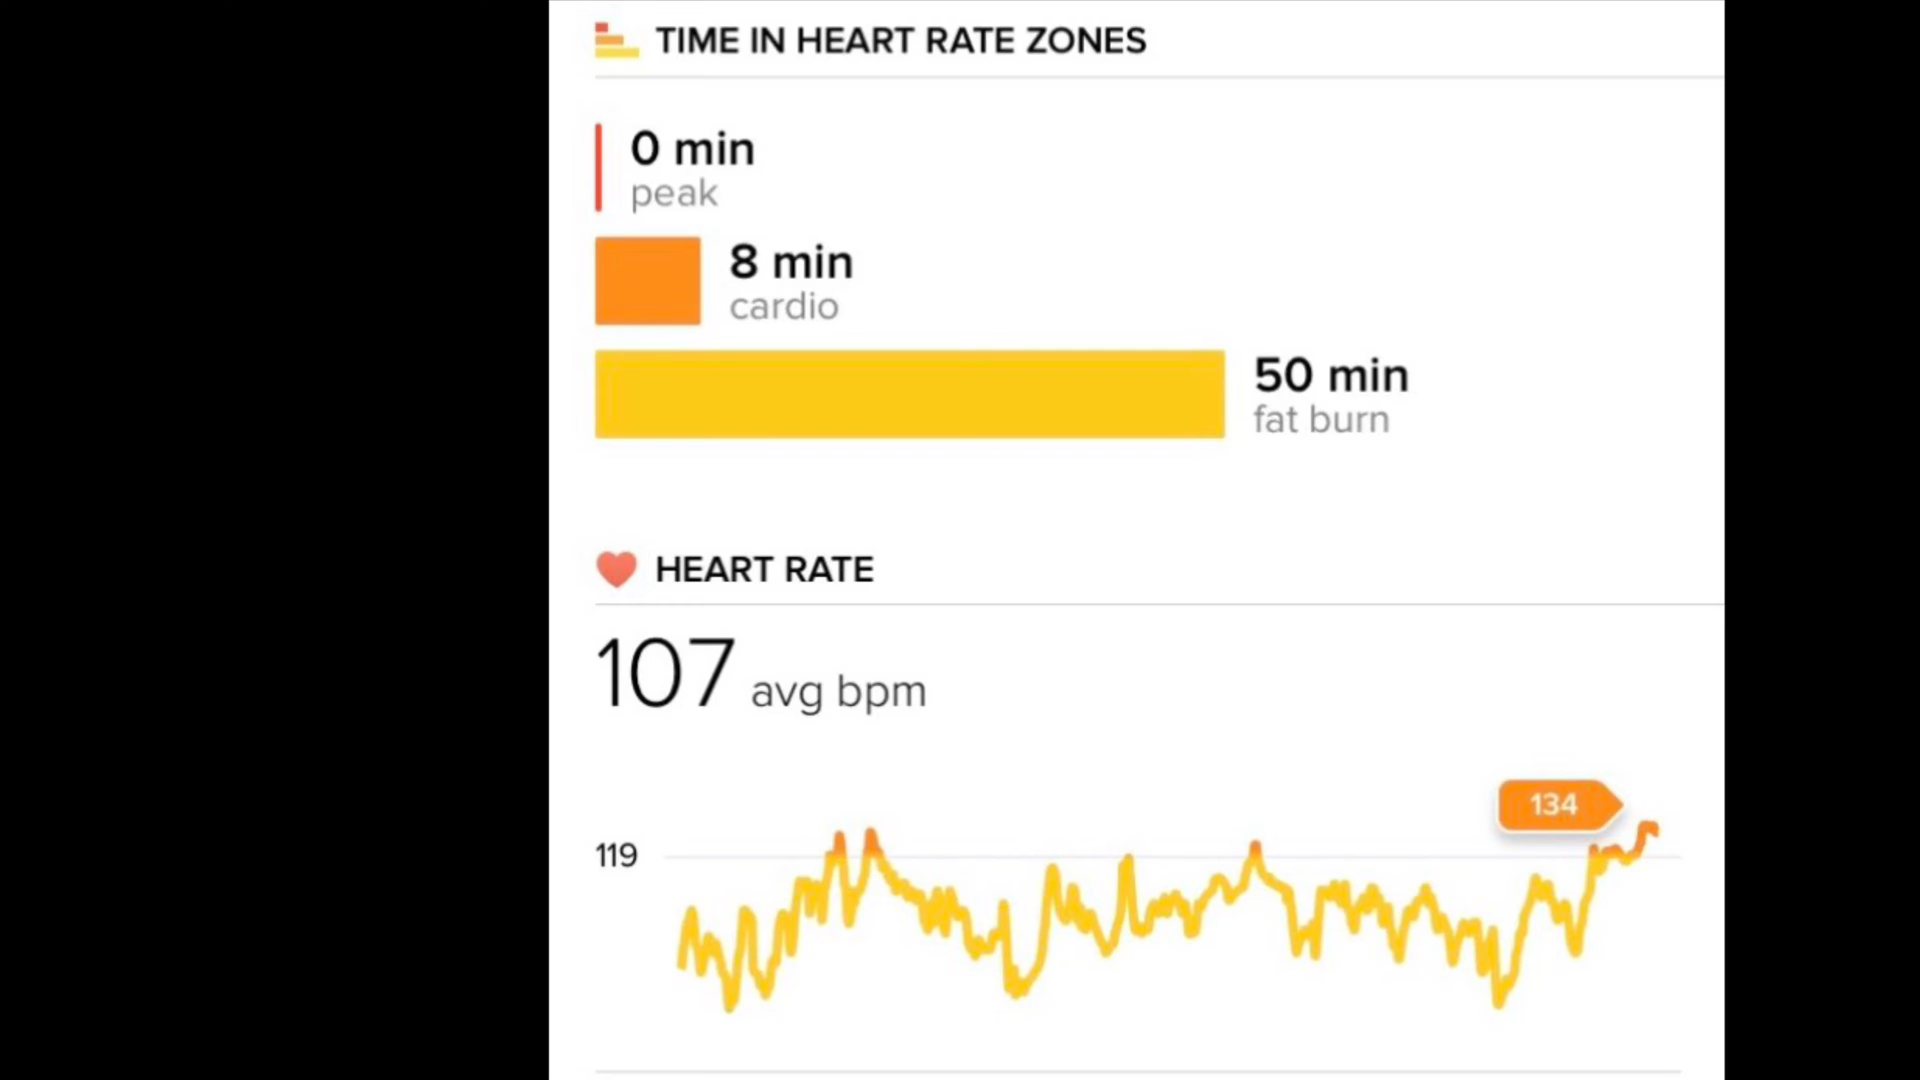 TIME IN HEART RATE ZONES
0 min
peak
8 min
cardio
50 min
fat burn
HEART RATE
107 avg bpm
134
119